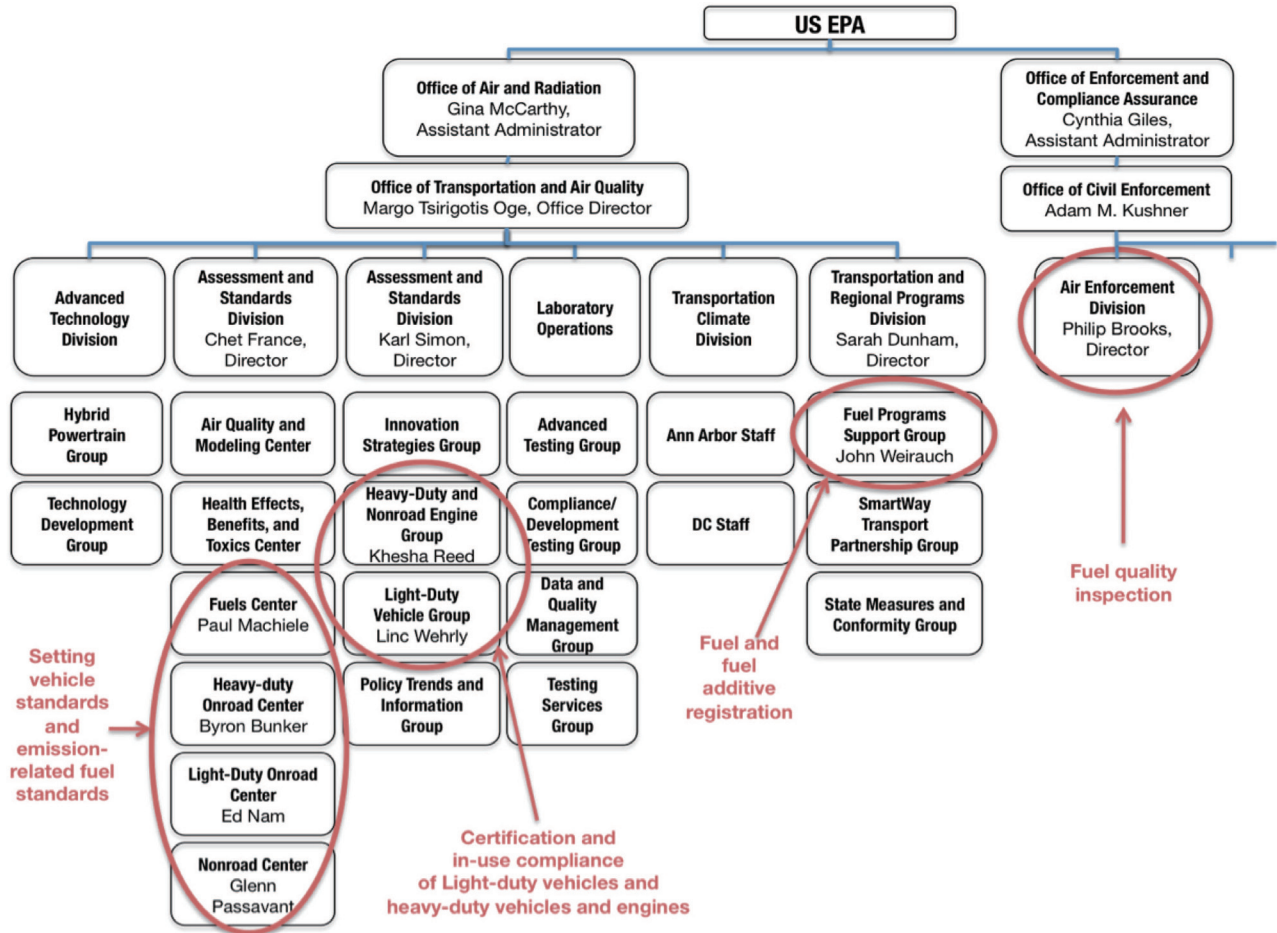 US EPA
Office of Air and Radiation
Gina McCarthy,
Assistant Administrator
Office of Enforcement and
Compliance Assurance
Cynthia Giles,
Assistant Administrator
Office of Transportation and Air Quality
Margo Tsirigotis Oge, Office Director
Office of Civil Enforcement
Adam M. Kushner
Advanced
Technology
Division
Assessment and
Standards
Division
Chet France,
Director
Assessment and
Standards
Division
Karl Simon,
Director
Laboratory
Operations
Transportation
Climate
Division
Transportation and
Regional Programs
Division
Sarah Dunham,
Director
Air Enforcement
Division
Philip Brooks,
Director
Hybrid
Powertrain
Group
Air Quality and
Modeling Center
Innovation
Strategies Group
Advanced
Testing Group
Ann Arbor Staff
Fuel Programs
Support Group
John Weirauch
Technology
Development
Group
Health Effects,
Benefits, and
Toxics Center
Heavy-Duty and
Nonroad Engine
Group
Khesha Reed
Compliance/
Development
Testing Group
DC Staff
SmartWay
Transport
Partnership Group
Fuels Center
Paul Machiele
Light-Duty
Vehicle Group
Linc Wehrly
Data and
Quality
Management
Group
State Measures and
Conformity Group
Heavy-duty
Onroad Center
Byron Bunker
Policy Trends and
Information
Group
Testing
Services
Group
Light-Duty Onroad
Center
Ed Nam
Nonroad Center
Glenn
Passavant
Setting
vehicle
standards
and
emission-
related fuel
standards
Certification and
in-use compliance
of Light-duty vehicles and
heavy-duty vehicles and engines
Fuel and
fuel
additive
registration
Fuel quality
inspection